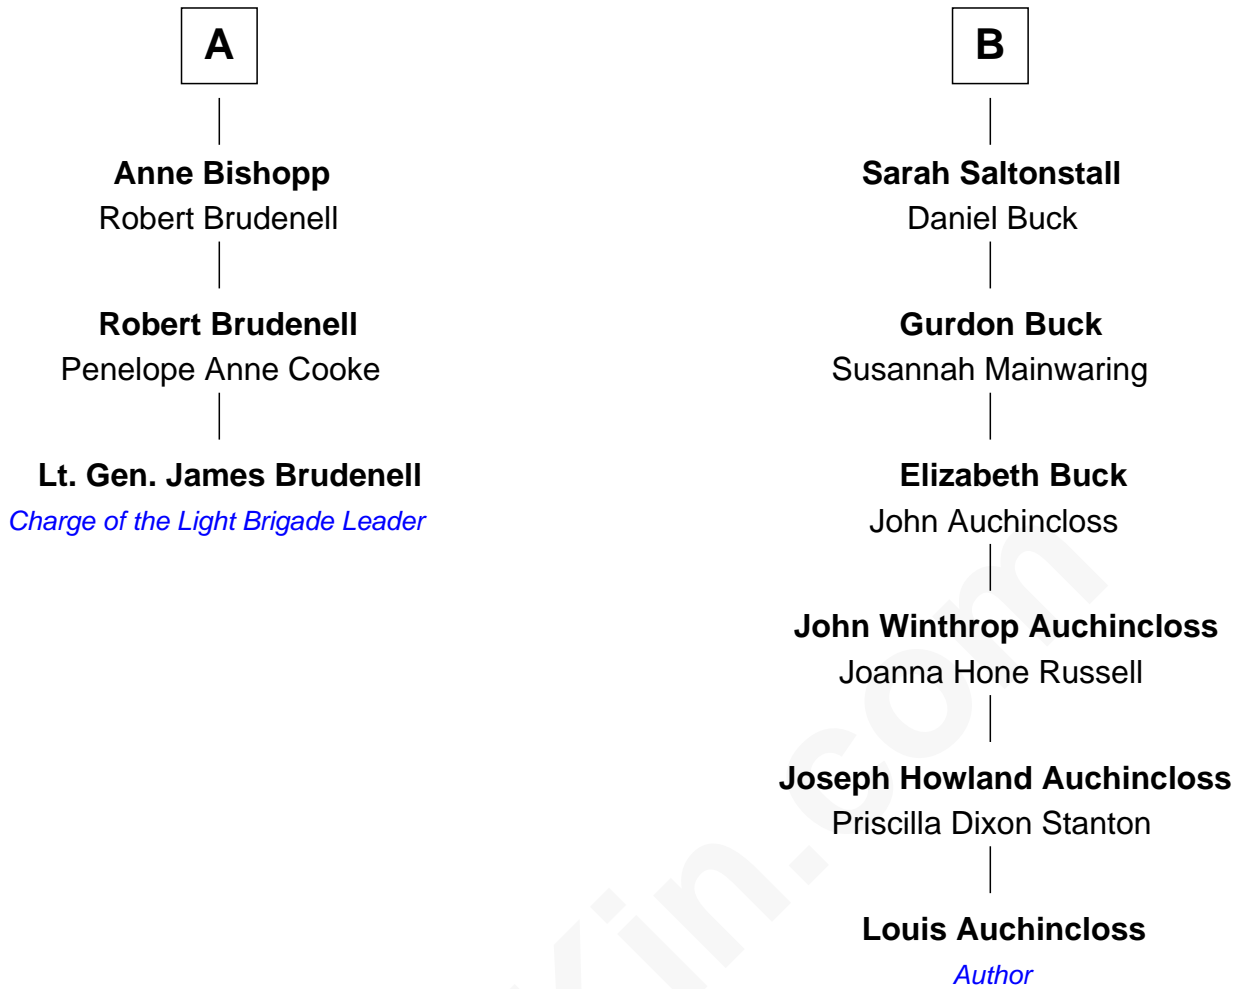 A
Anne Bishopp
Robert Brudenell
Robert Brudenell
Penelope Anne Cooke
Lt. Gen. James Brudenell
Charge of the Light Brigade Leader
B
Sarah Saltonstall
Daniel Buck
Gurdon Buck
Susannah Mainwaring
Elizabeth Buck
John Auchincloss
John Winthrop Auchincloss
Joanna Hone Russell
Joseph Howland Auchincloss
Priscilla Dixon Stanton
Louis Auchincloss
Author